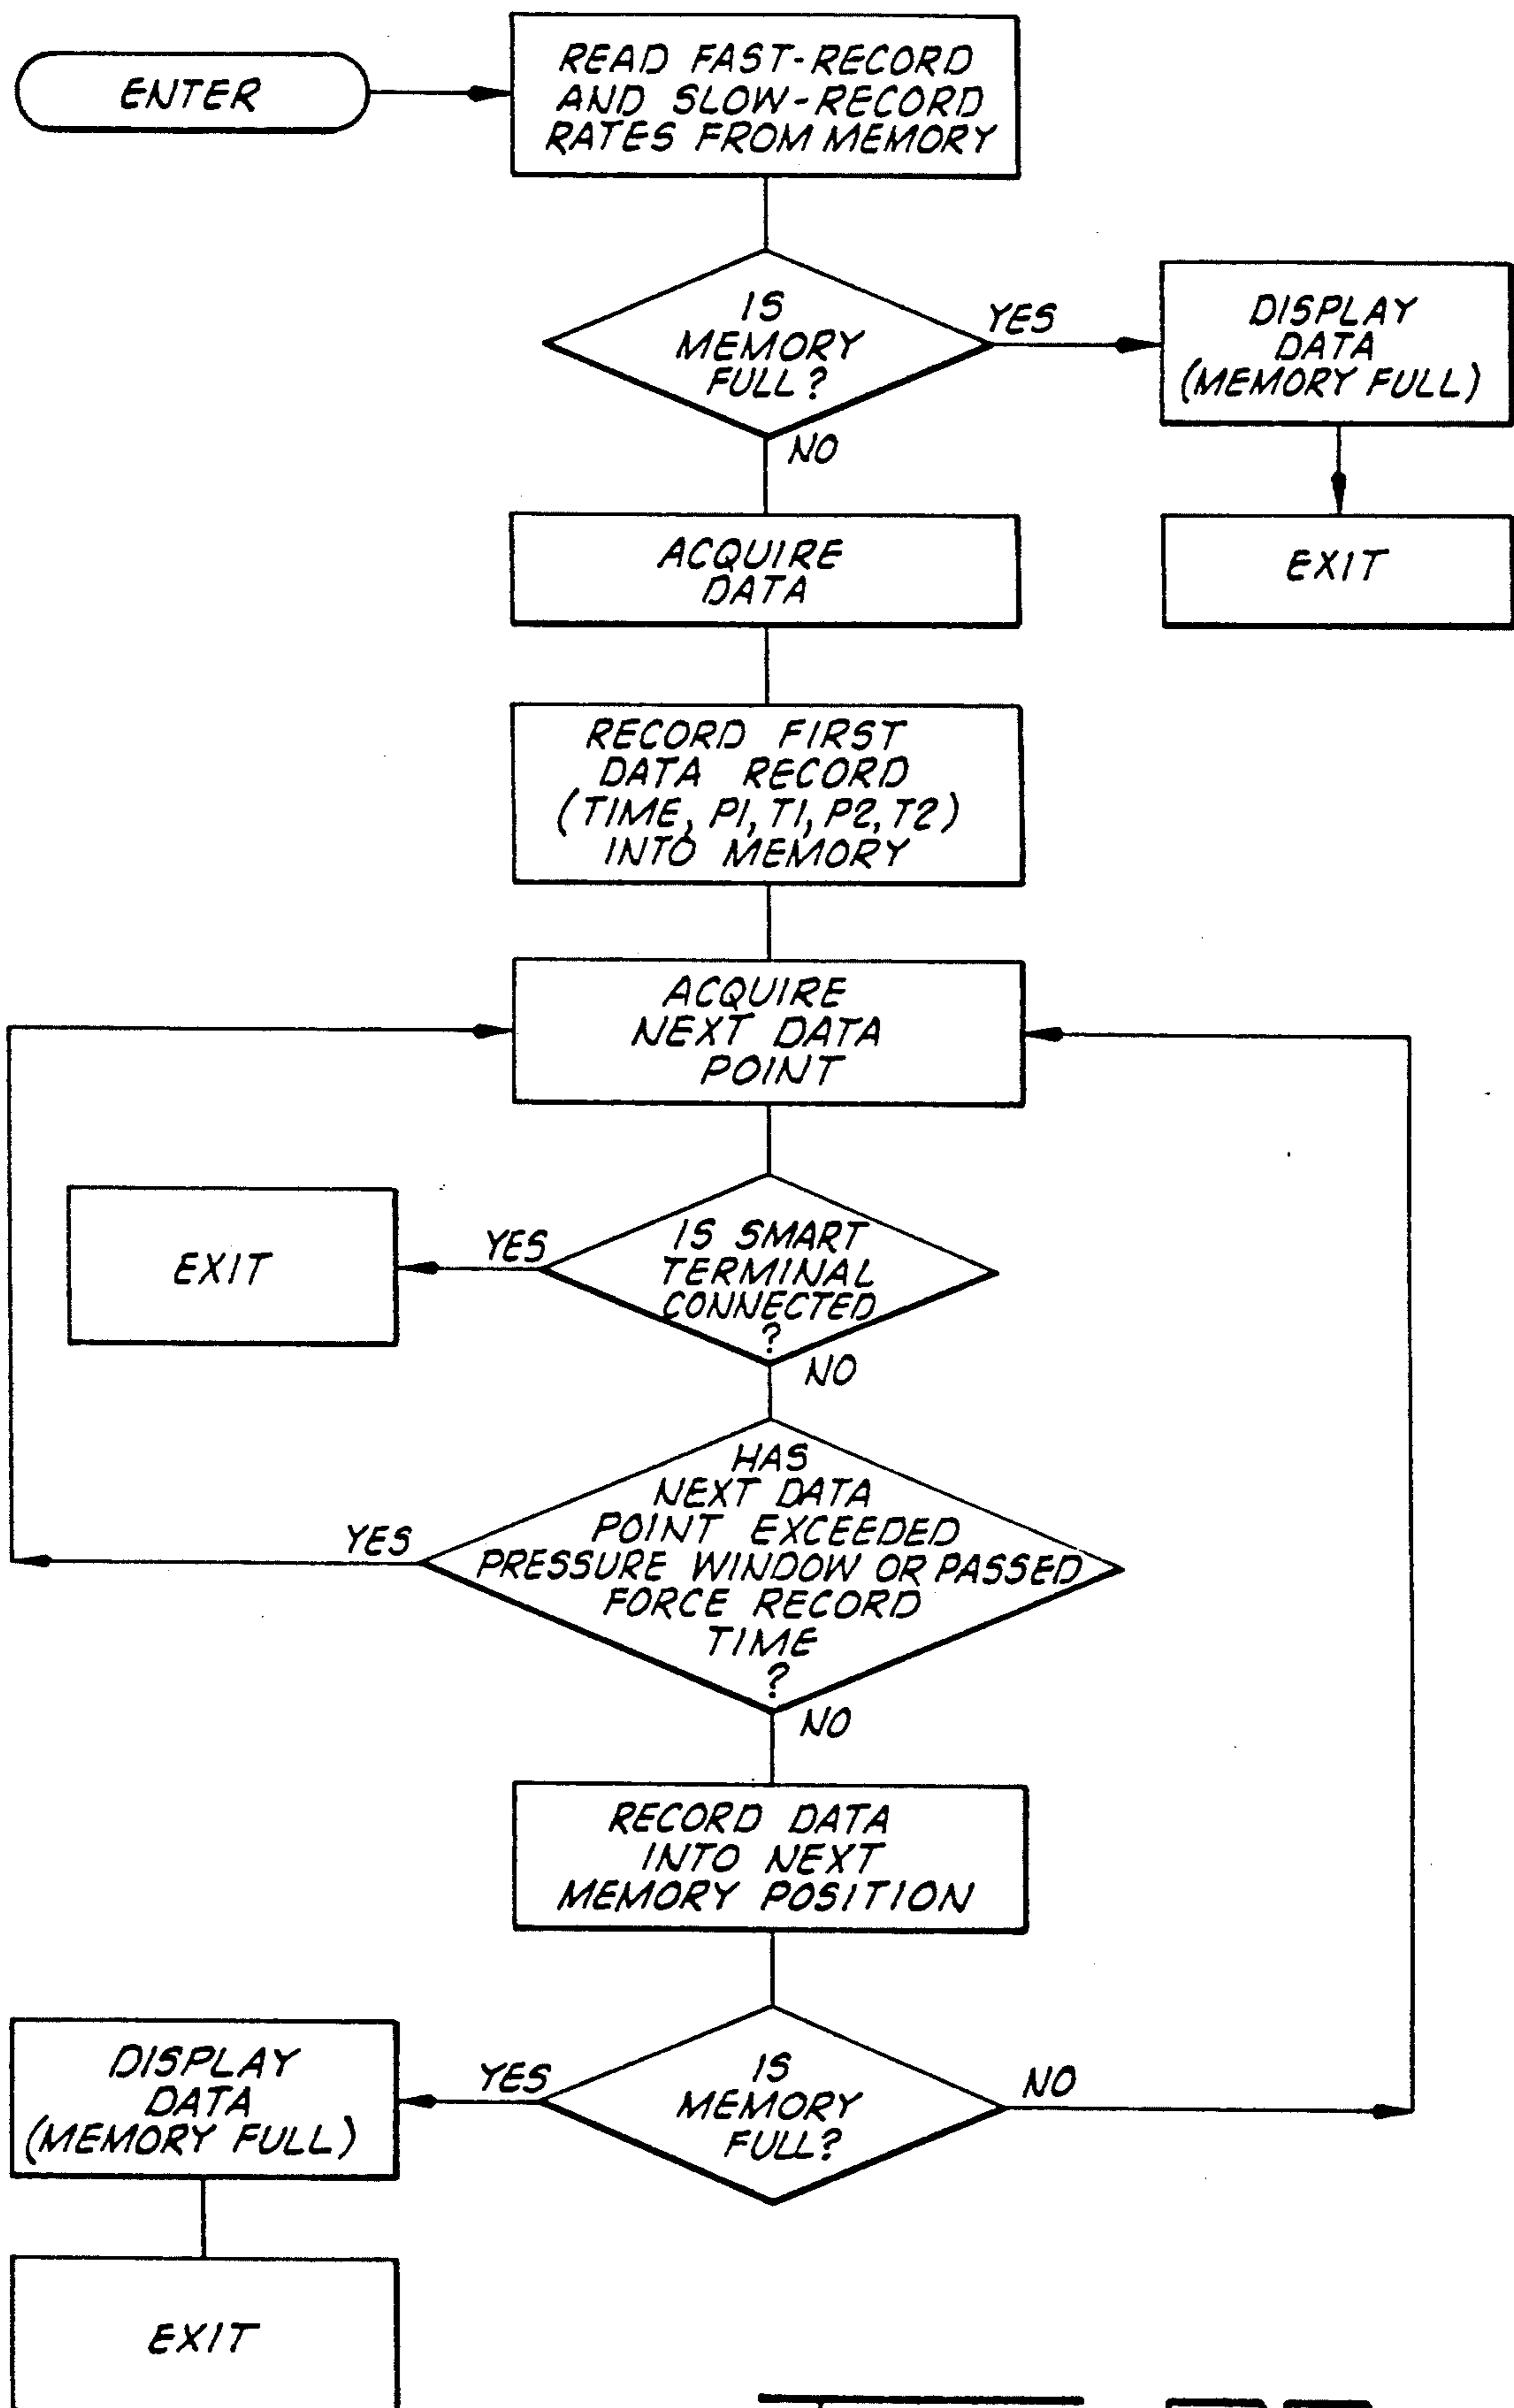 ENTER
READ FAST-RECORD
AND SLOW-RECORD
RATES FROM MEMORY
IS
MEMORY
FULL?
YES
DISPLAY
DATA
(MEMORY FULL)
NO
EXIT
ACQUIRE
DATA
RECORD FIRST
DATA RECORD
(TIME, P1, T1, P2, T2)
INTO MEMORY
ACQUIRE
NEXT DATA
POINT
IS SMART
TERMINAL
CONNECTED
?
YES
EXIT
NO
HAS
NEXT DATA
POINT EXCEEDED
PRESSURE WINDOW OR PASSED
FORCE RECORD
TIME
?
YES
NO
RECORD DATA
INTO NEXT
MEMORY POSITION
IS
MEMORY
FULL?
YES
NO
DISPLAY
DATA
(MEMORY FULL)
EXIT